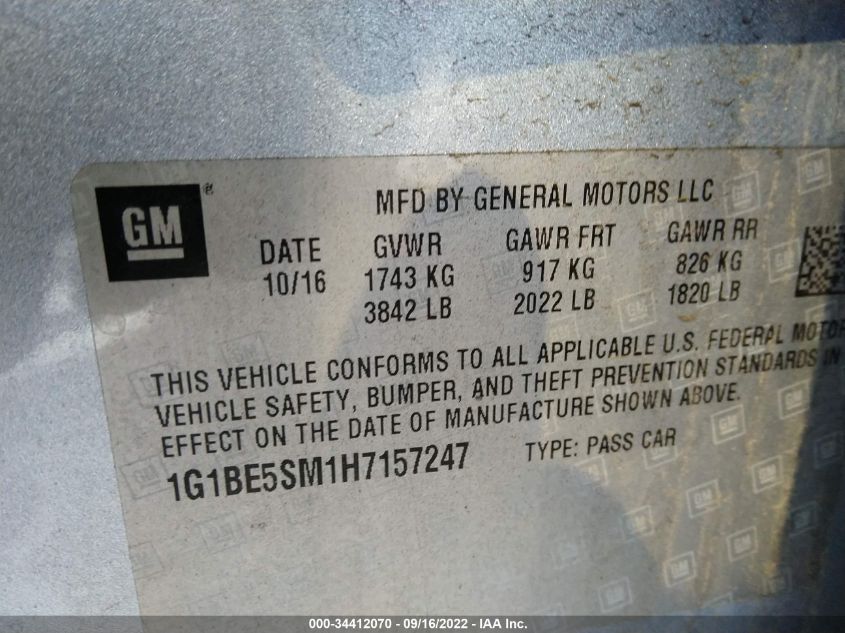 GM®
MFD BY GENERAL MOTORS LLC
DATE GVWR GAWR FRT GAWR RR
10/16 1743 KG 917 KG 826 KG
3842 LB 2022 LB 1820 LB
THIS VEHICLE CONFORMS TO ALL APPLICABLE U.S. FEDERAL MOTOR
VEHICLE SAFETY, BUMPER, AND THEFT PREVENTION STANDARDS IN
EFFECT ON THE DATE OF MANUFACTURE SHOWN ABOVE.
1G1BE5SM1H7157247 TYPE: PASS CAR
000-34412070 - 09/16/2022 - IAA Inc.